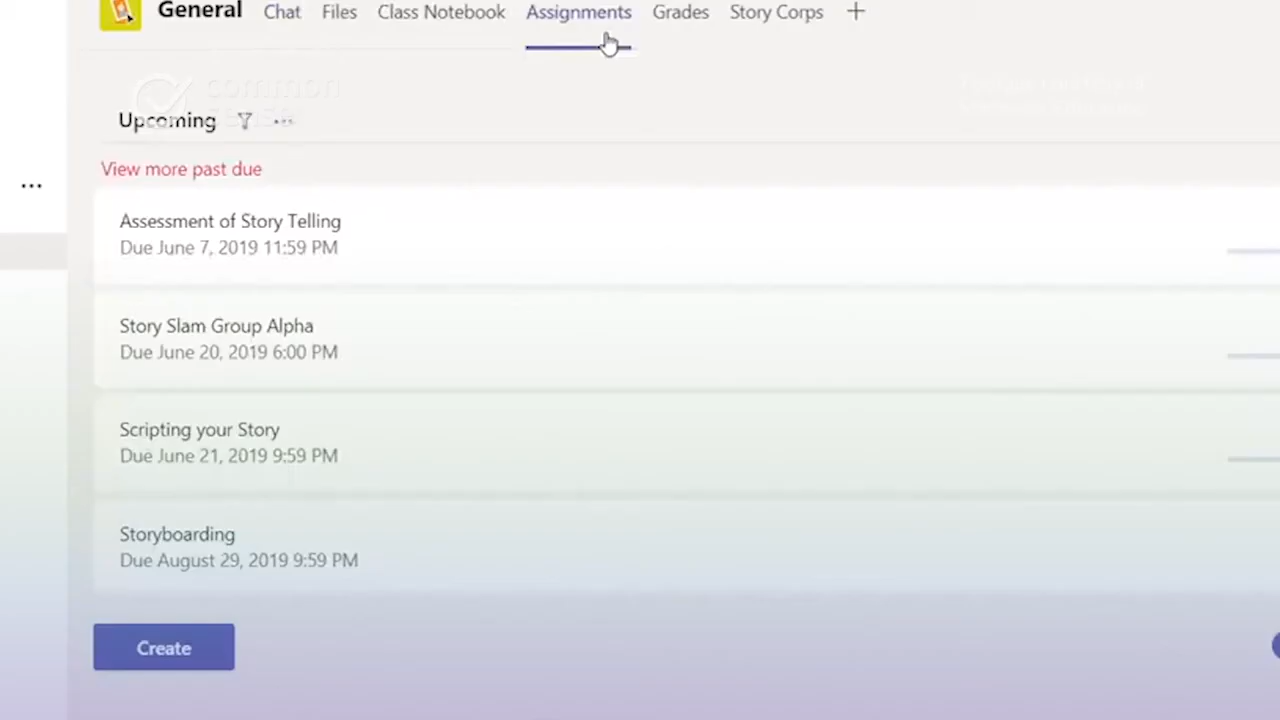 General Chat Files Class Notebook Assignments Grades Story Corps +
common
sense
Upcoming ...
View more past due
...
Assessment of Story Telling
Due June 7, 2019 11:59 PM
Story Slam Group Alpha
Due June 20, 2019 6:00 PM
Scripting your Story
Due June 21, 2019 9:59 PM
Storyboarding
Due August 29, 2019 9:59 PM
Create